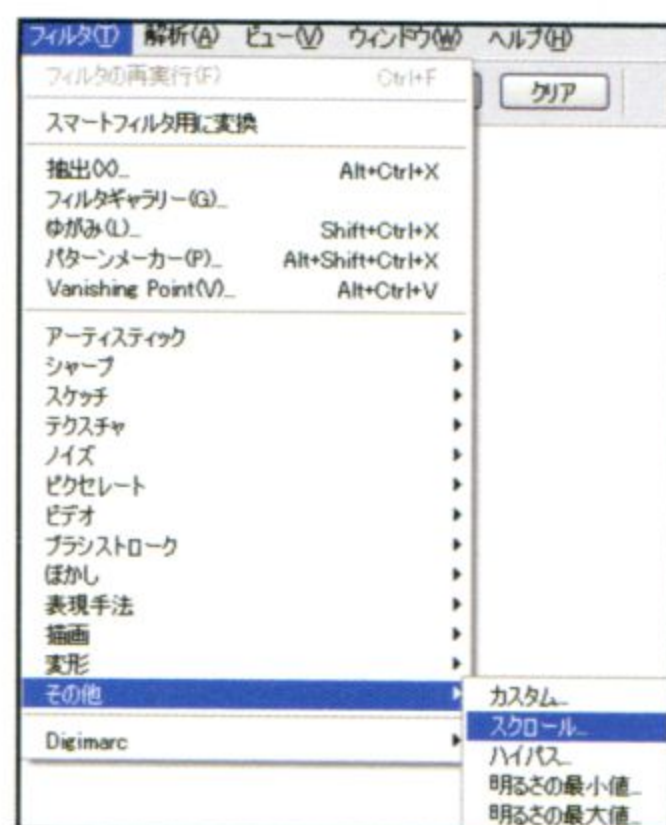 フィルタ(T) 解析(A) ビュー(V) ウィンドウ(W) ヘルプ(H)
フィルタの再実行(F) Ctrl+F
クリア
スマートフィルタ用に変換
抽出(X)... Alt+Ctrl+X
フィルタギャラリー(G)...
ゆがみ(L)... Shift+Ctrl+X
パターンメーカー(P)... Alt+Shift+Ctrl+X
Vanishing Point(V)... Alt+Ctrl+V
アーティスティック
シャープ
スケッチ
テクスチャ
ノイズ
ピクセレート
ビデオ
ブラシストローク
ぼかし
表現手法
描画
変形
その他
Digimarc
カスタム...
スクロール...
ハイパス...
明るさの最小値...
明るさの最大値...